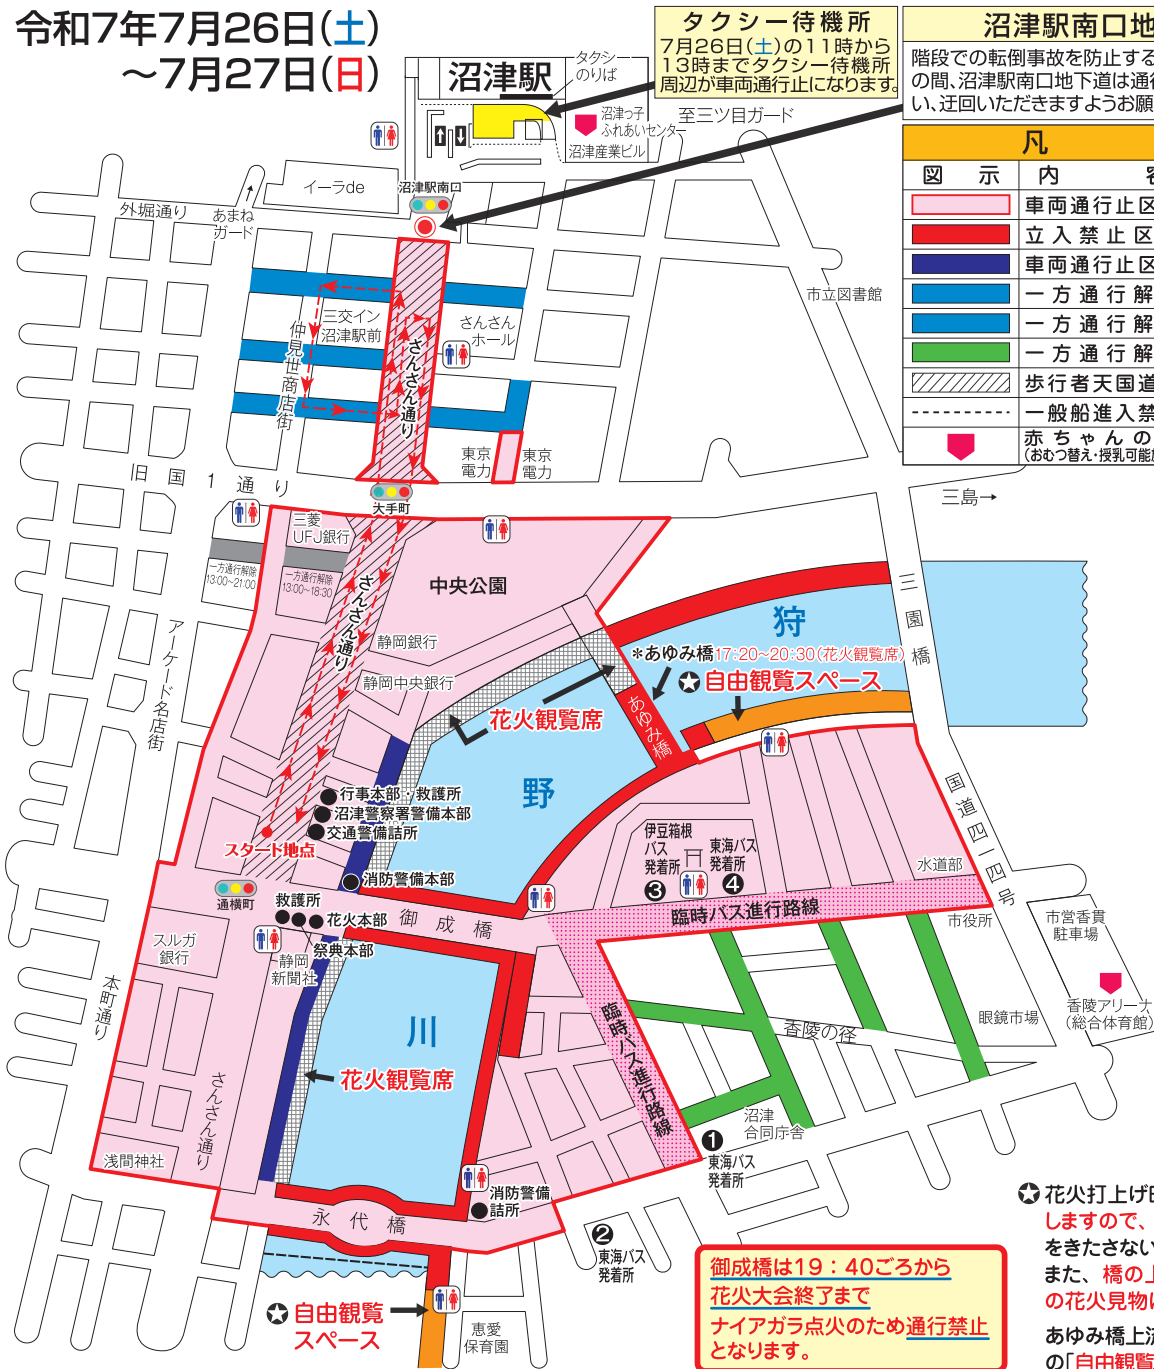 令和7年7月26日(土)
～7月27日(日)
タクシー待機所
7月26日(土)の11時から
13時までタクシー待機所
周辺が車両通行止になります。
沼津駅南口地
階段での転倒事故を防止する
の間、沼津駅南口地下道は通行
い、迂回いただきますようお願
凡
図 示
内 容
車両通行止区
立入禁止区
車両通行止区
一方通行解
一方通行解
一方通行解
歩行者天国道
一般船進入禁
赤ちゃんの
(おむつ替え・授乳可能施
沼津駅
タクシー
のりば
沼津っ子
ふれあいセンター
沼津産業ビル
至三ツ目ガード
イーラde
沼津駅南口
外堀通り
あまね
ガード
市立図書館
三交イン
沼津駅前
さんさん
ホール
仲見世商店街
さんさん通り
東京
電力
東京
電力
旧国1通り
大手町
三島→
三菱
UFJ銀行
一方通行解除
13:00~21:00
一方通行解除
13:00~18:30
中央公園
さんさん通り
静岡銀行
静岡中央銀行
アーケード名店街
狩
三園橋
*あゆみ橋17:20~20:30(花火観覧席)
自由観覧スペース
あゆみ橋
花火観覧席
野
国道四一四号
行事本部・救護所
沼津警察署警備本部
交通警備詰所
スタート地点
消防警備本部
伊豆箱根
バス
発着所
❸
東海バス
発着所
❹
水道部
通横町
救護所
花火本部
祭典本部
静岡
新聞社
御成橋
臨時バス進行路線
市役所
市営香貫
駐車場
スルガ
銀行
本町通り
川
臨時バス進行路線
香陵の径
眼鏡市場
香陵アリーナ
(総合体育館)
花火観覧席
さんさん通り
沼津
合同庁舎
浅間神社
❶
東海バス
発着所
消防警備
詰所
永代橋
❷
東海バス
発着所
自由観覧
スペース
恵愛
保育園
御成橋は19：40ごろから
花火大会終了まで
ナイアガラ点火のため通行禁止
となります。
花火打上げ
しますので、
をきたさない
また、橋の上
の花火見物は
あゆみ橋上流
の「自由観覧